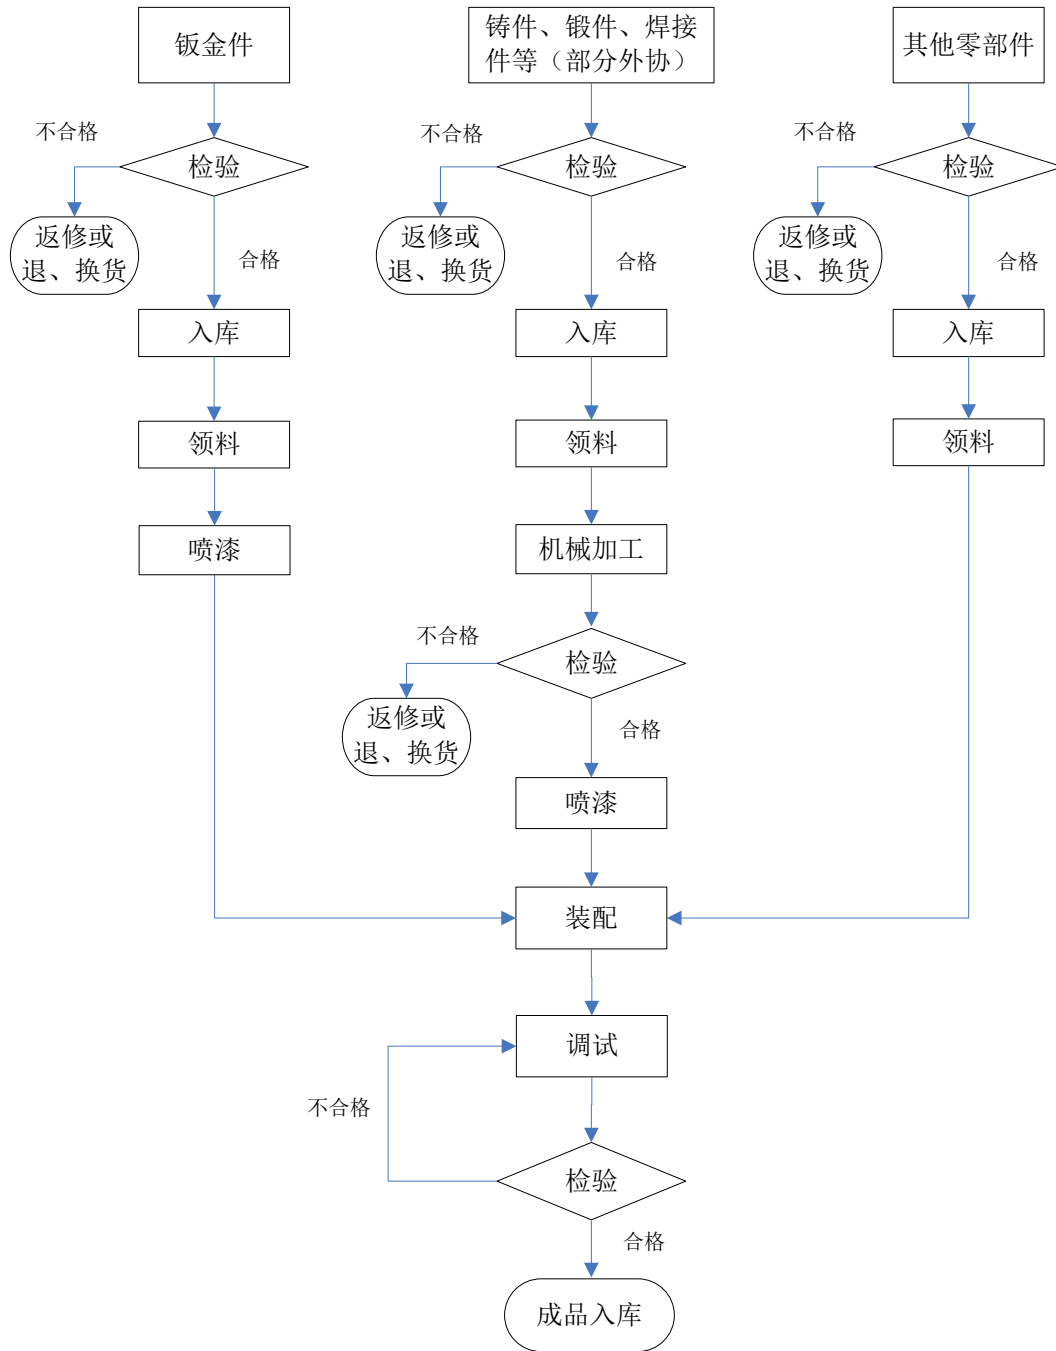 钣金件
铸件、锻件、焊接
件等（部分外协）
其他零部件
不合格
检验
不合格
检验
不合格
检验
返修或
退、换货
合格
返修或
退、换货
合格
返修或
退、换货
合格
入库
入库
入库
领料
领料
领料
喷漆
机械加工
不合格
检验
返修或
退、换货
合格
喷漆
装配
调试
不合格
检验
合格
成品入库